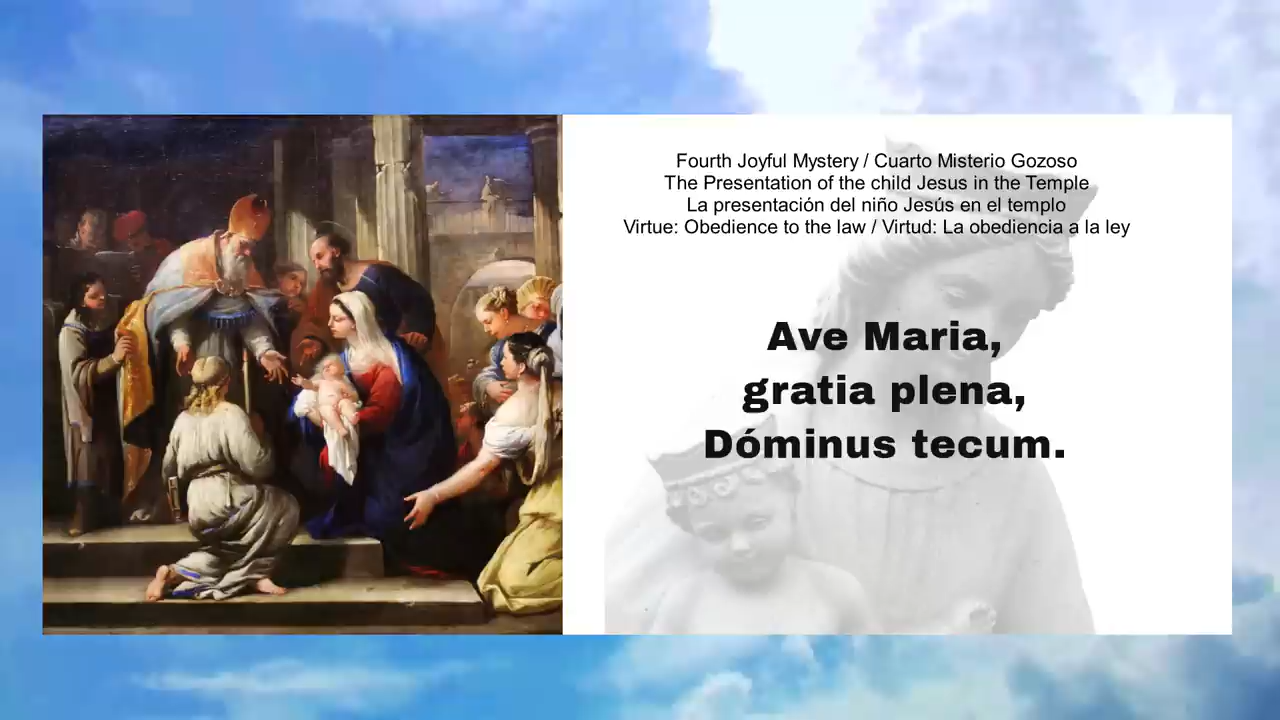 Fourth Joyful Mystery / Cuarto Misterio Gozoso
The Presentation of the child Jesus in the Temple
La presentación del niño Jesús en el templo
Virtue: Obedience to the law / Virtud: La obediencia a la ley
Ave Maria,
gratia plena,
Dóminus tecum.